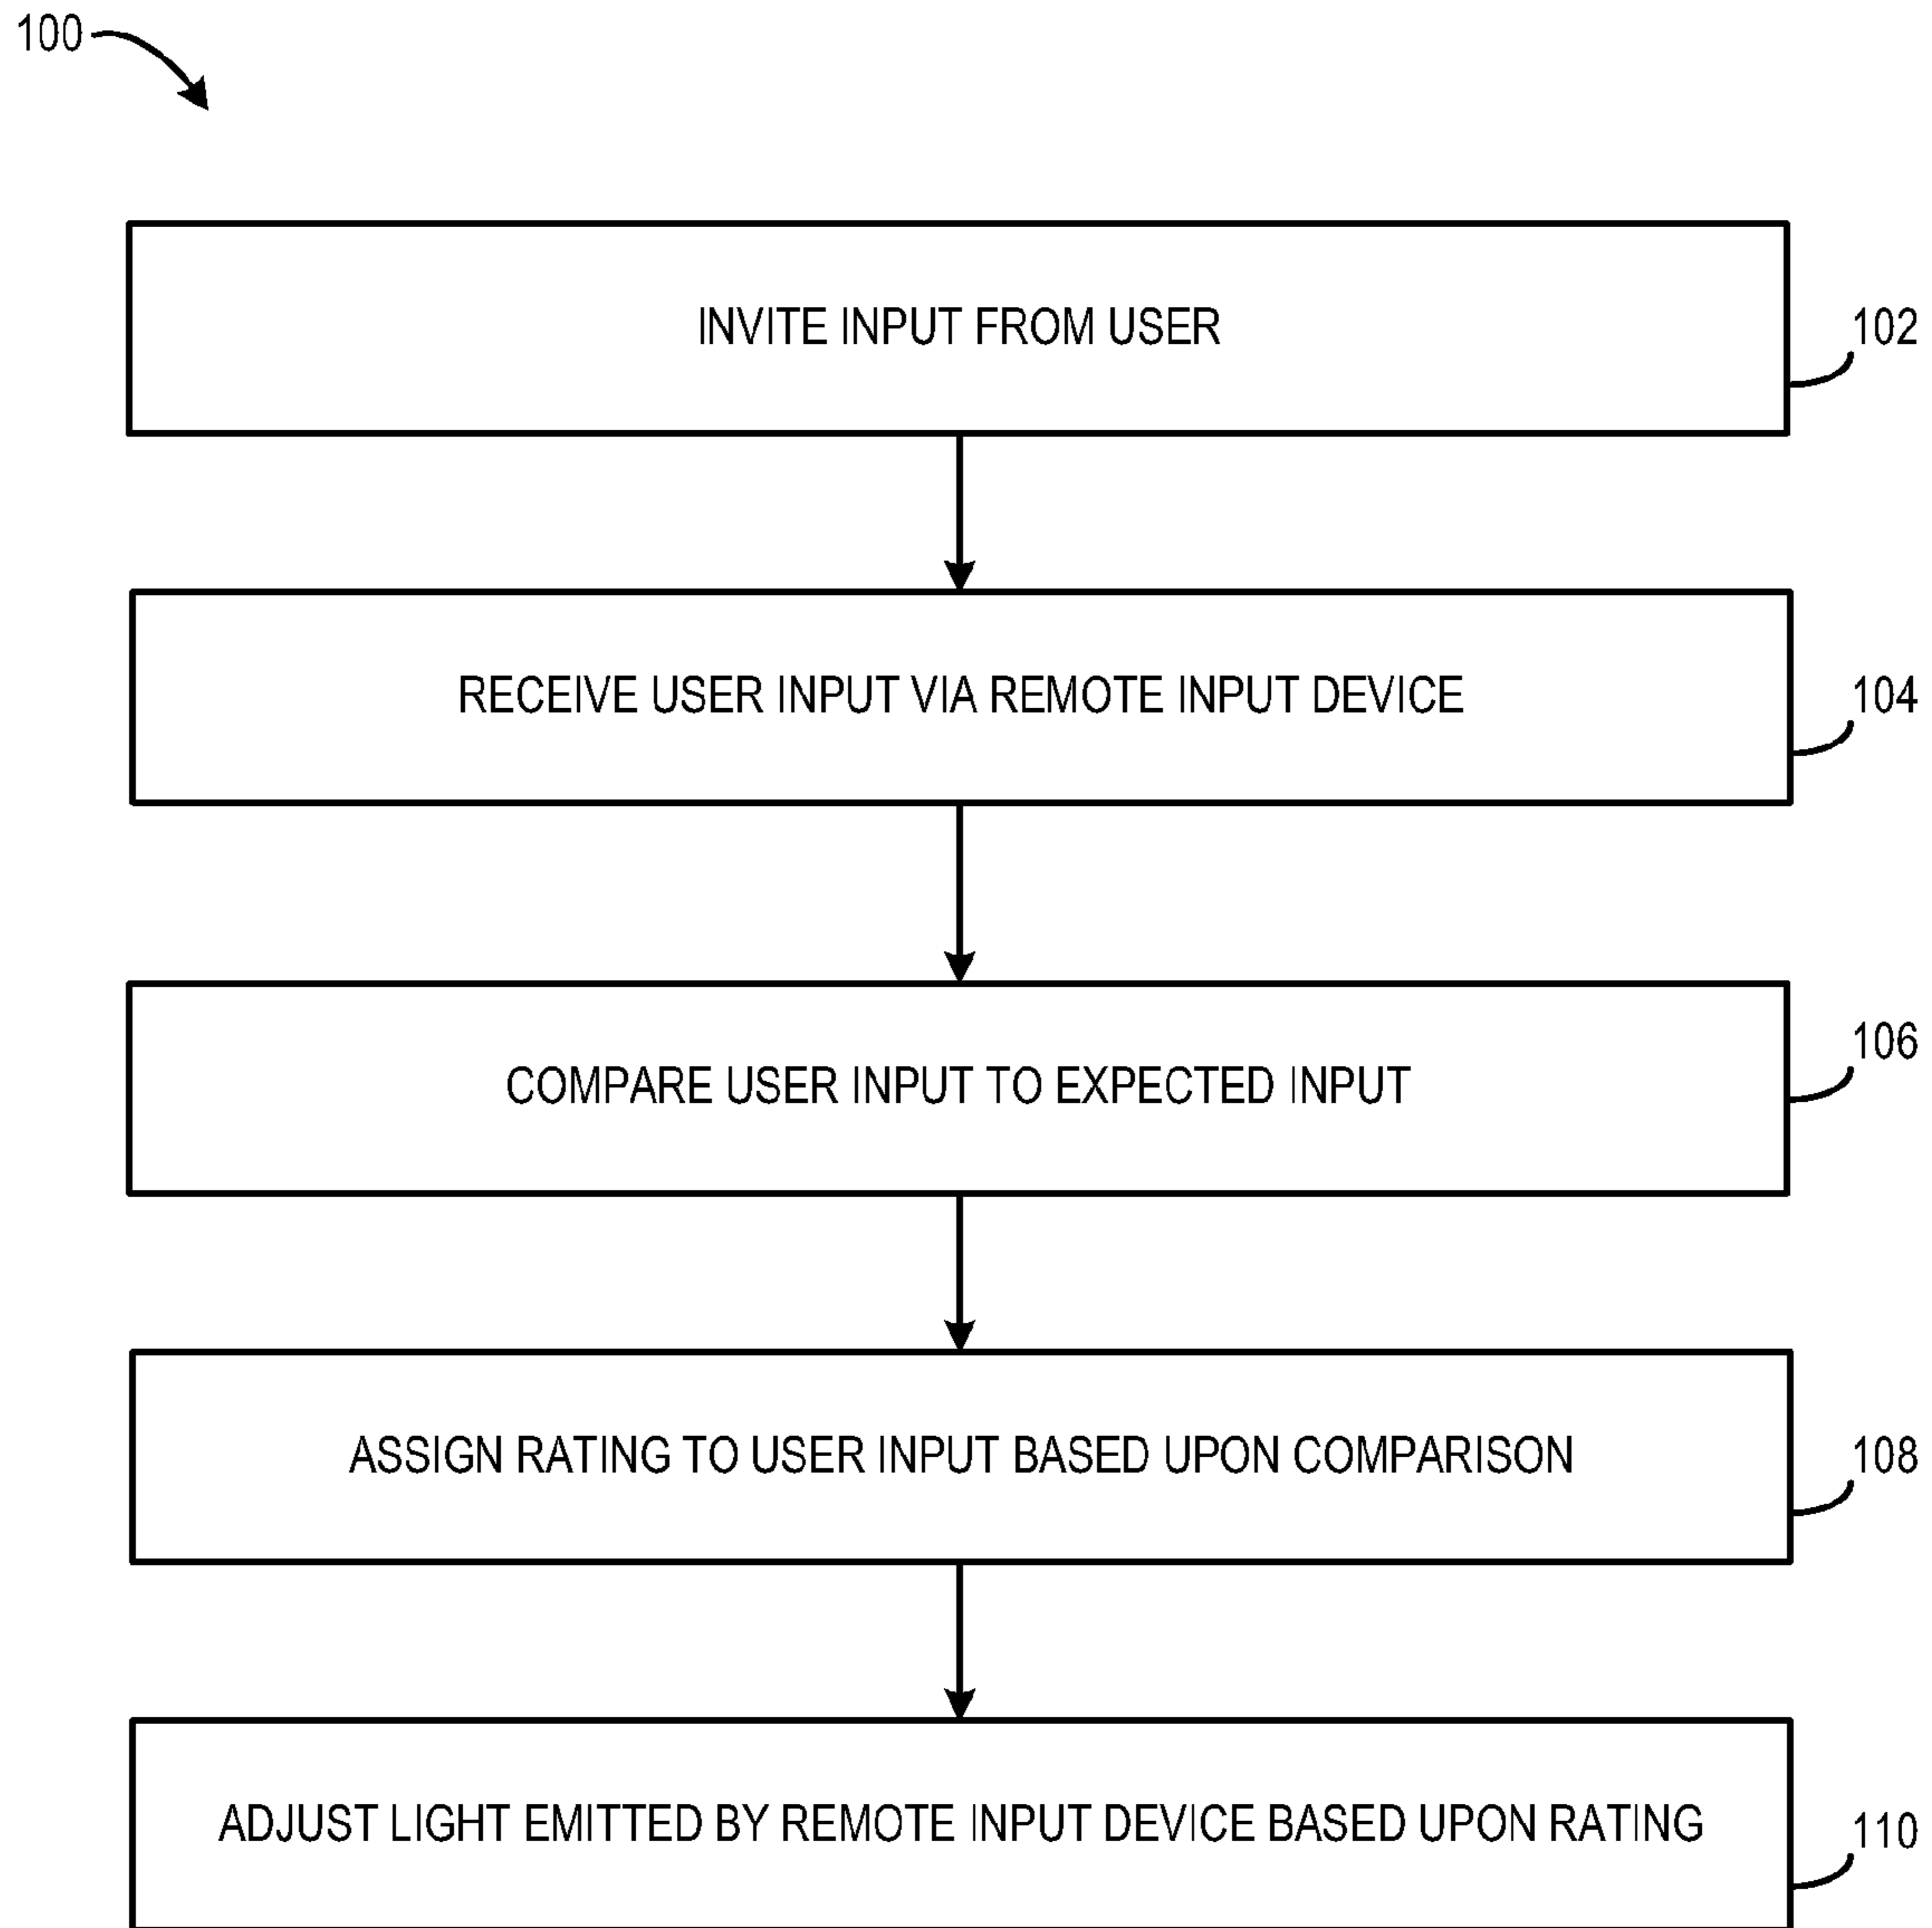 100
INVITE INPUT FROM USER
102
RECEIVE USER INPUT VIA REMOTE INPUT DEVICE
104
COMPARE USER INPUT TO EXPECTED INPUT
106
ASSIGN RATING TO USER INPUT BASED UPON COMPARISON
108
ADJUST LIGHT EMITTED BY REMOTE INPUT DEVICE BASED UPON RATING
110